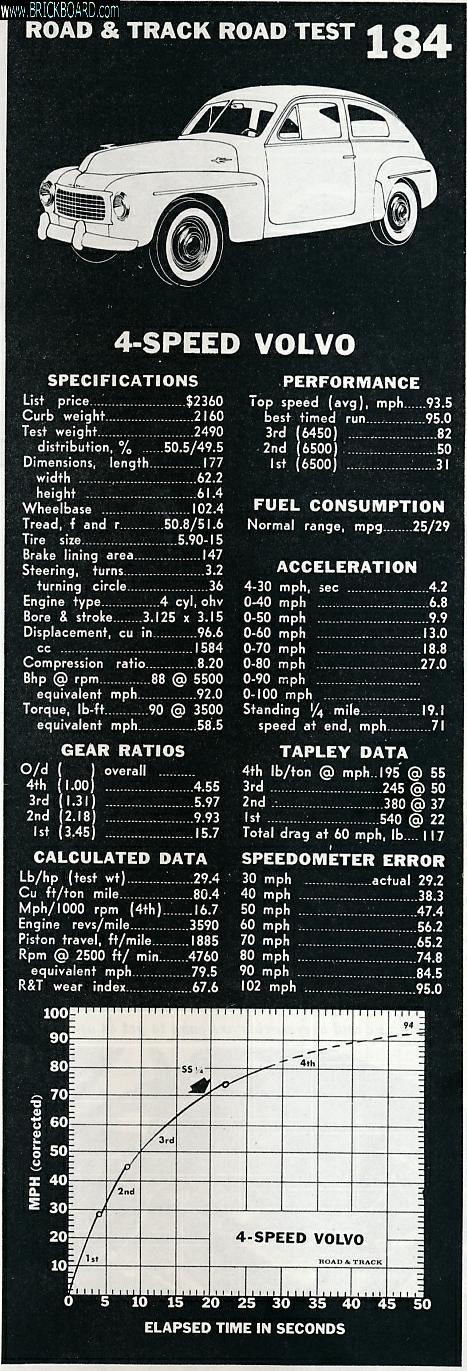 www.BRICKBOARD.com
ROAD & TRACK ROAD TEST 184
4-SPEED VOLVO
SPECIFICATIONS
List price...............$2360
Curb weight...............2160
Test weight...............2490
distribution, %......50.5/49.5
Dimensions, length.........177
width ....................62.2
height ...................61.4
Wheelbase ...............102.4
Tread, f and r.......50.8/51.6
Tire size..............5.90-15
Brake lining area..........147
Steering, turns............3.2
turning circle..............36
Engine type.........4 cyl, ohv
Bore & stroke...3.125 x 3.15
Displacement, cu in.......96.6
cc .......................1584
Compression ratio.........8.20
Bhp @ rpm............88 @ 5500
equivalent mph............92.0
Torque, lb-ft........90 @ 3500
equivalent mph............58.5
GEAR RATIOS
O/d (      ) overall ........
4th (1.00) ...............4.55
3rd (1.31) ...............5.97
2nd (2.18) ...............9.93
1st (3.45) ...............15.7
CALCULATED DATA
Lb/hp (test wt)...........29.4
Cu ft/ton mile............80.4
Mph/1000 rpm (4th)........16.7
Engine revs/mile..........3590
Piston travel, ft/mile....1885
Rpm @ 2500 ft/ min........4760
equivalent mph............79.5
R&T wear index............67.6
PERFORMANCE
Top speed (avg), mph.....93.5
best timed run...........95.0
3rd (6450) ................82
2nd (6500) ................50
1st (6500) ................31
FUEL CONSUMPTION
Normal range, mpg......25/29
ACCELERATION
4-30 mph, sec .............4.2
0-40 mph ..................6.8
0-50 mph ..................9.9
0-60 mph .................13.0
0-70 mph .................18.8
0-80 mph .................27.0
0-90 mph ....................
0-100 mph ...................
Standing ¼ mile...........19.1
speed at end, mph...........71
TAPLEY DATA
4th lb/ton @ mph..195 @ 55
3rd ..................245 @ 50
2nd ..................380 @ 37
1st ..................540 @ 22
Total drag at 60 mph, lb....117
SPEEDOMETER ERROR
30 mph ............actual 29.2
40 mph ...................38.3
50 mph ...................47.4
60 mph ...................56.2
70 mph ...................65.2
80 mph ...................74.8
90 mph ...................84.5
102 mph ..................95.0
100
90
80
70
60
50
40
30
20
10
MPH (corrected)
94
SS ¼
4th
3rd
2nd
1st
4-SPEED VOLVO
ROAD & TRACK
0 5 10 15 20 25 30 35 40 45 50
ELAPSED TIME IN SECONDS